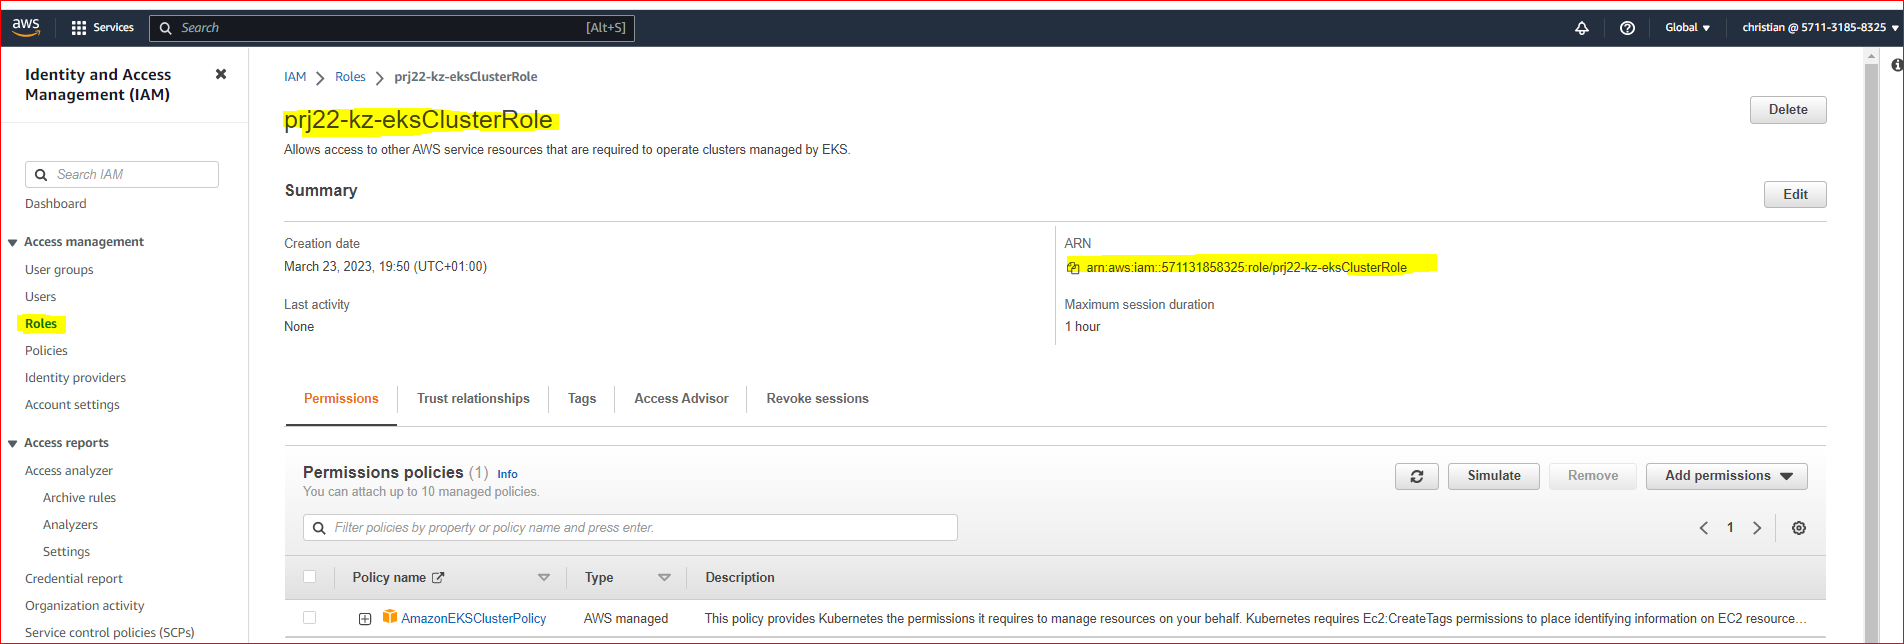 aws
Services
Search
[Alt+S]
Global
christian @ 5711-3185-8325
Identity and Access
Management (IAM)
Search IAM
Dashboard
Access management
User groups
Users
Roles
Policies
Identity providers
Account settings
Access reports
Access analyzer
Archive rules
Analyzers
Settings
Credential report
Organization activity
Service control policies (SCPs)
IAM
Roles
prj22-kz-eksClusterRole
prj22-kz-eksClusterRole
Delete
Allows access to other AWS service resources that are required to operate clusters managed by EKS.
Summary
Edit
Creation date
March 23, 2023, 19:50 (UTC+01:00)
ARN
arn:aws:iam::571131858325:role/prj22-kz-eksClusterRole
Last activity
None
Maximum session duration
1 hour
Permissions
Trust relationships
Tags
Access Advisor
Revoke sessions
Permissions policies (1)
Info
You can attach up to 10 managed policies.
Simulate
Remove
Add permissions
Filter policies by property or policy name and press enter.
1
Policy name
Type
Description
AmazonEKSClusterPolicy
AWS managed
This policy provides Kubernetes the permissions it requires to manage resources on your behalf. Kubernetes requires Ec2:CreateTags permissions to place identifying information on EC2 resource…